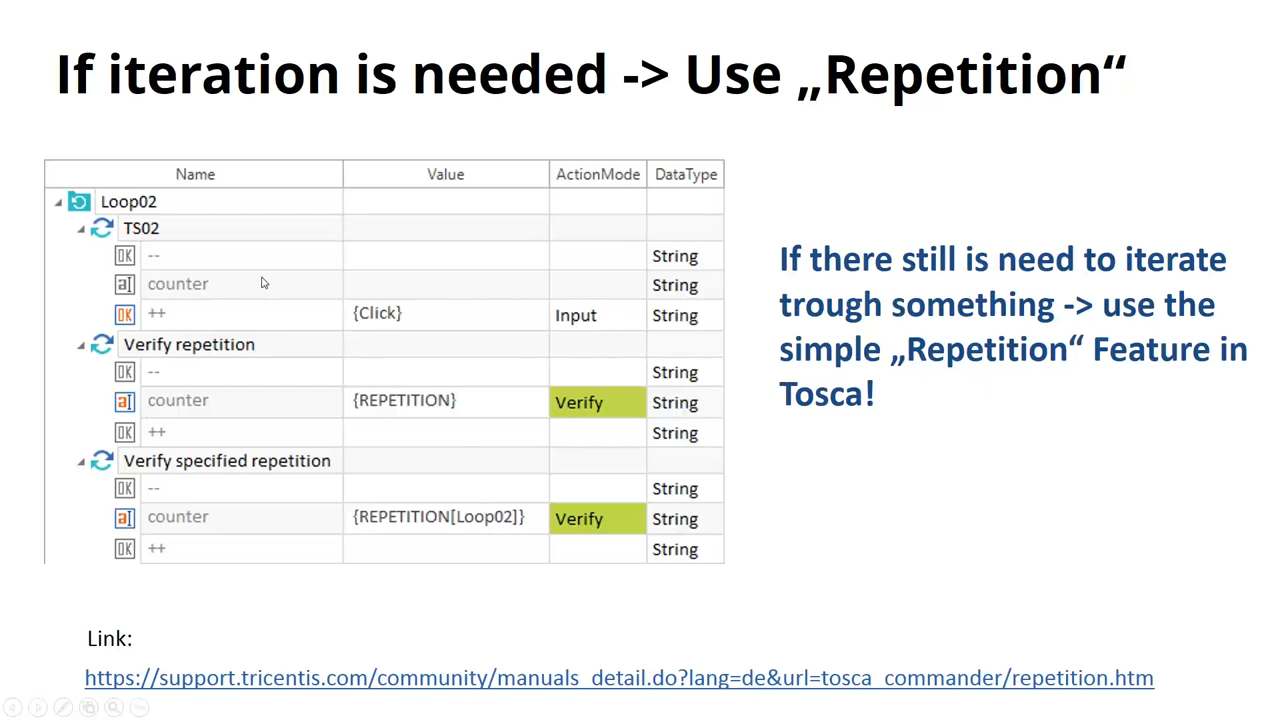 If iteration is needed -> Use „Repetition“
Name Value ActionMode DataType
Loop02
TS02
-- String
counter String
++ {Click} Input String
Verify repetition
-- String
counter {REPETITION} Verify String
++ String
Verify specified repetition
-- String
counter {REPETITION[Loop02]} Verify String
++ String
If there still is need to iterate
trough something -> use the
simple „Repetition“ Feature in
Tosca!
Link:
https://support.tricentis.com/community/manuals_detail.do?lang=de&url=tosca_commander/repetition.htm